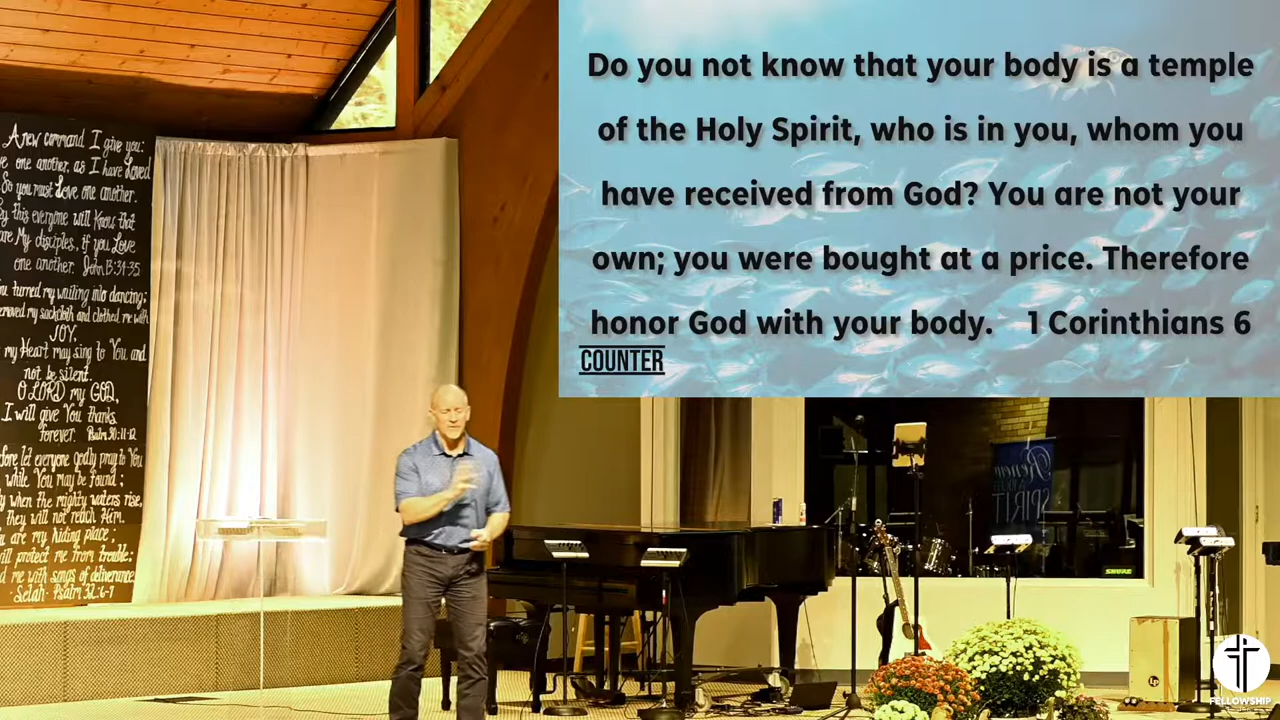 Do you not know that your body is a temple
of the Holy Spirit, who is in you, whom you
have received from God? You are not your
own; you were bought at a price. Therefore
honor God with your body. 1 Corinthians 6
COUNTER
A new command I give you:
one another, as I have Loved
So you must Love one another.
this everyone will Know that
are My disciples, if you Love
one another. John 13:34-35
turned my wailing into dancing;
removed my sackcloth and clothed me with
JOY,
my Heart may sing to You and
not be silent.
O LORD my GOD,
I will give You thanks
forever. Psalm 30:11-12
let everyone godly pray to You
while You may be found;
when the mighty waters rise,
they will not reach Him.
are my hiding place;
will protect me from trouble;
me with songs of deliverance
Selah Psalm 32:6-7
SPIRIT
SHURE
FELLOWSHIP